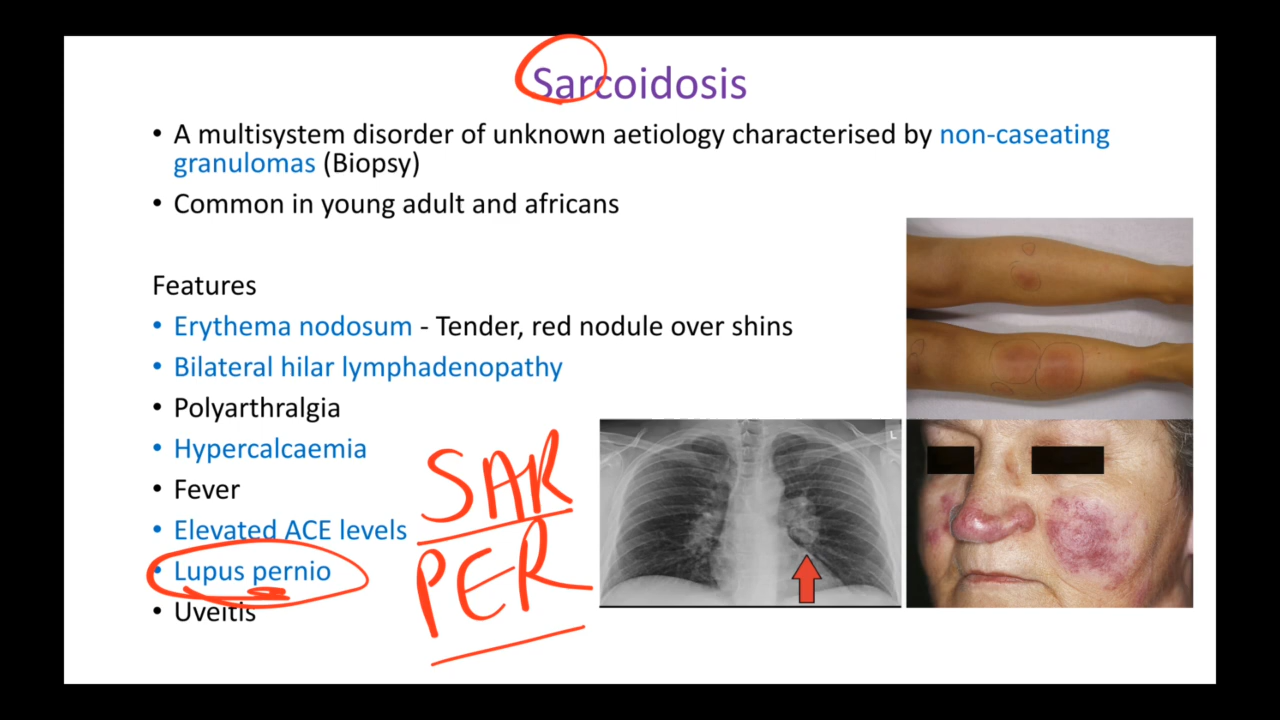 Sarcoidosis
• A multisystem disorder of unknown aetiology characterised by non-caseating
granulomas (Biopsy)
• Common in young adult and africans
Features
• Erythema nodosum - Tender, red nodule over shins
• Bilateral hilar lymphadenopathy
• Polyarthralgia
• Hypercalcaemia
• Fever
• Elevated ACE levels
• Lupus pernio
• Uveitis
SAR
PER
L